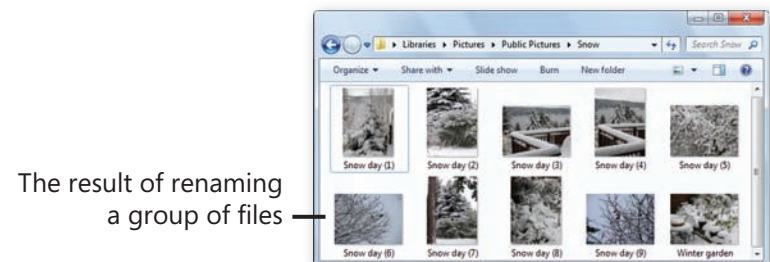 Libraries ▸ Pictures ▸ Public Pictures ▸ Snow
Search Snow
Organize Share with Slide show Burn New folder
Snow day (1) Snow day (2) Snow day (3) Snow day (4) Snow day (5)
The result of renaming
a group of files
Snow day (6) Snow day (7) Snow day (8) Snow day (9) Winter garden